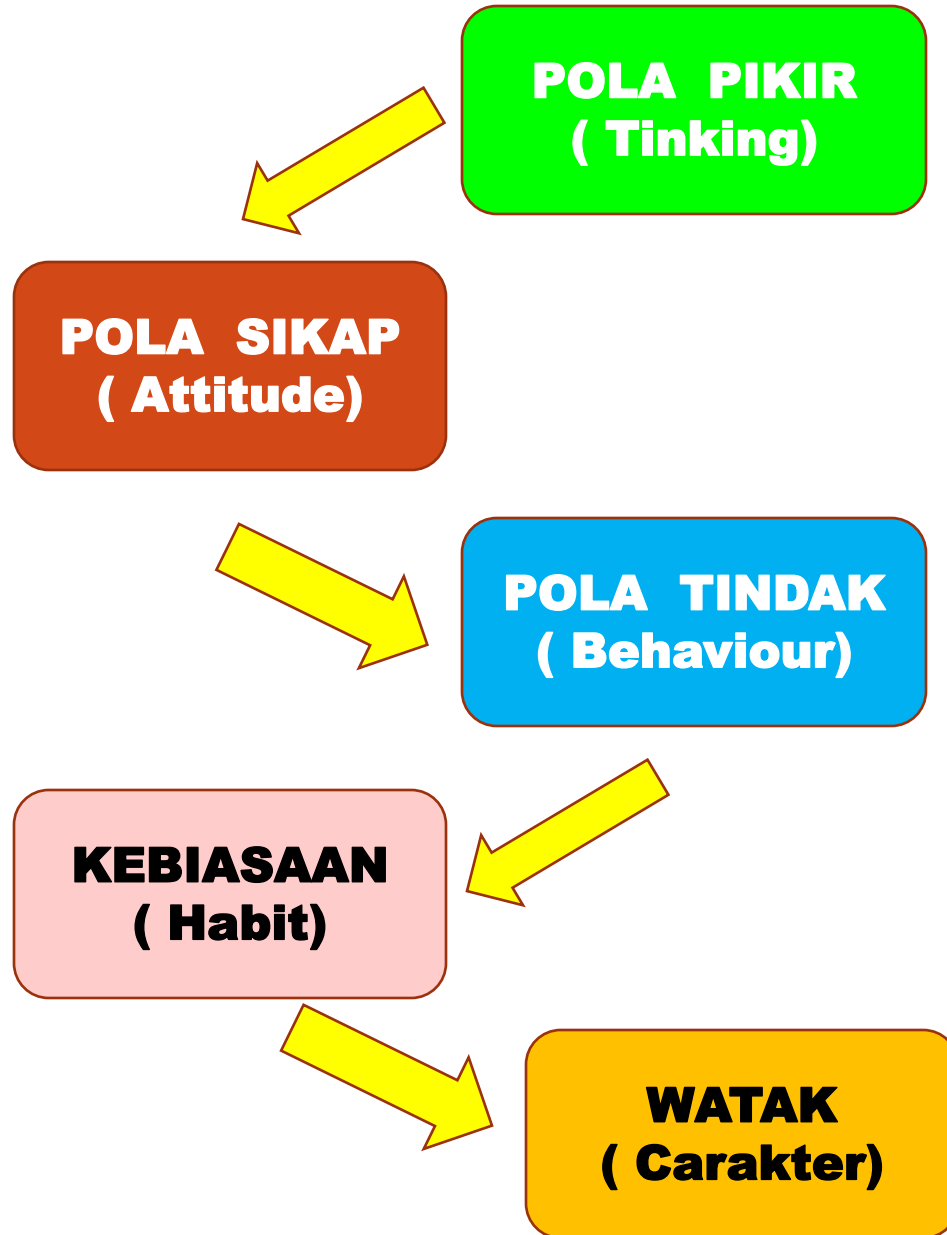 POLA PIKIR
( Tinking)
POLA SIKAP
( Attitude)
POLA TINDAK
( Behaviour)
KEBIASAAN
( Habit)
WATAK
( Carakter)